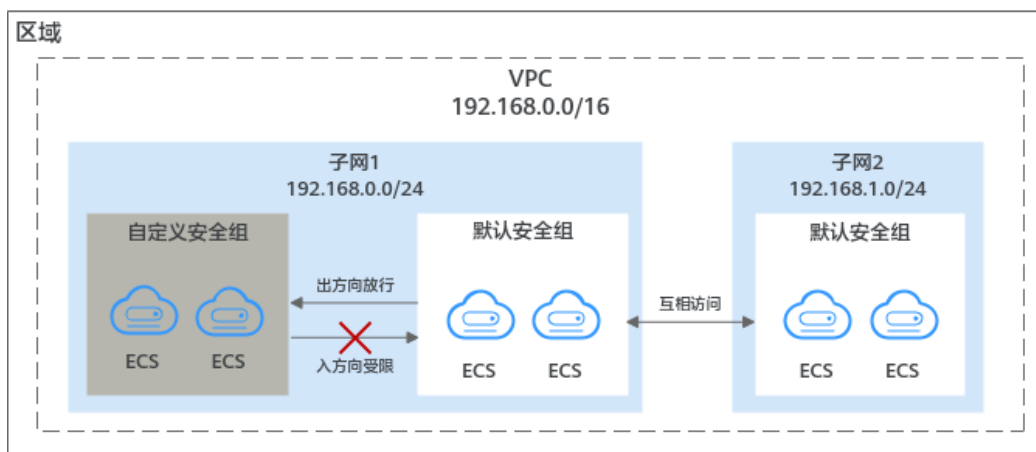 区域
VPC
192.168.0.0/16
子网1
192.168.0.0/24
自定义安全组
ECS
ECS
出方向放行
入方向受限
默认安全组
ECS
ECS
互相访问
子网2
192.168.1.0/24
默认安全组
ECS
ECS